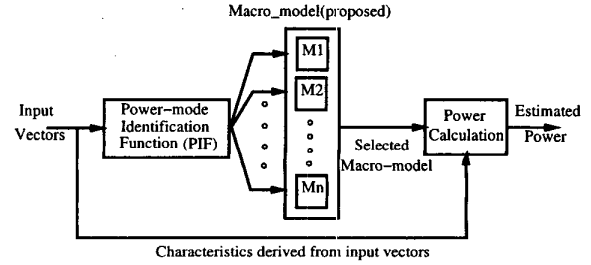 Macro_model(proposed)
M1
M2
Mn
Input
Vectors
Power-mode
Identification
Function (PIF)
Selected
Macro-model
Power
Calculation
Estimated
Power
Characteristics derived from input vectors